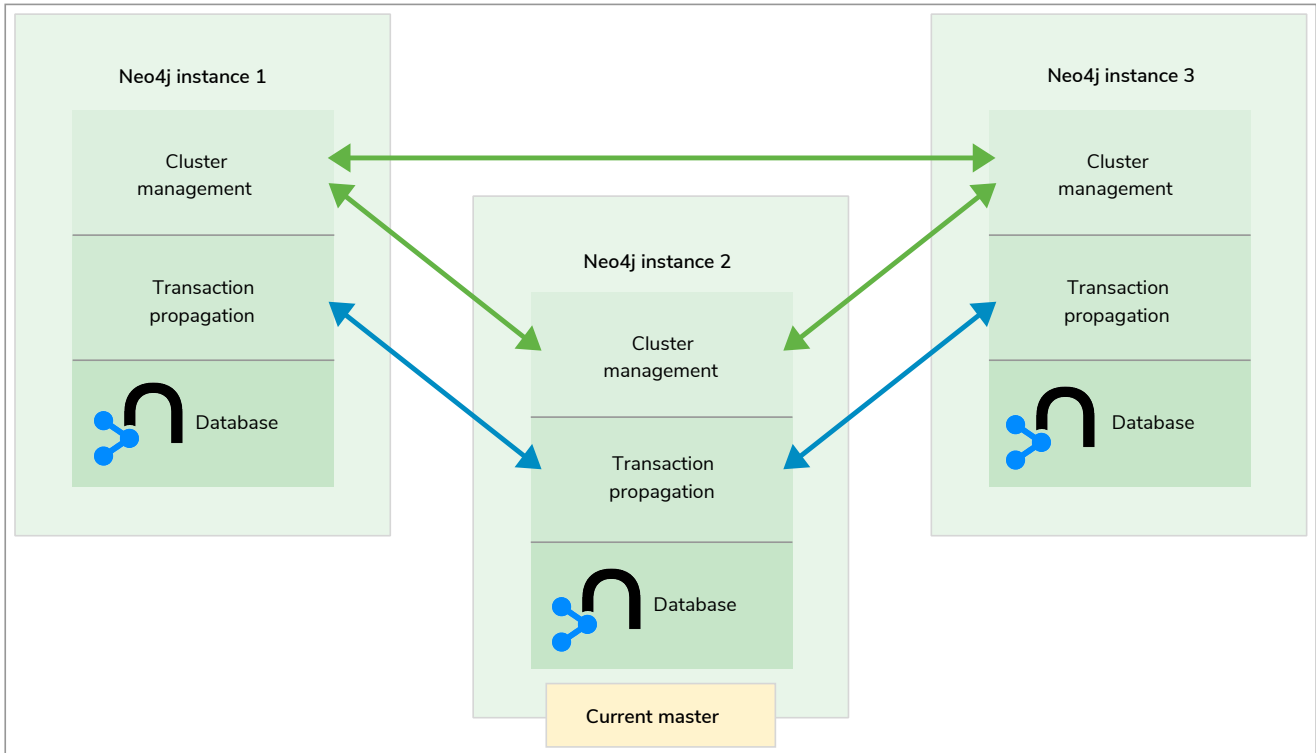 Neo4j instance 1
Cluster
management
Transaction
propagation
Database
Neo4j instance 2
Cluster
management
Transaction
propagation
Database
Current master
Neo4j instance 3
Cluster
management
Transaction
propagation
Database